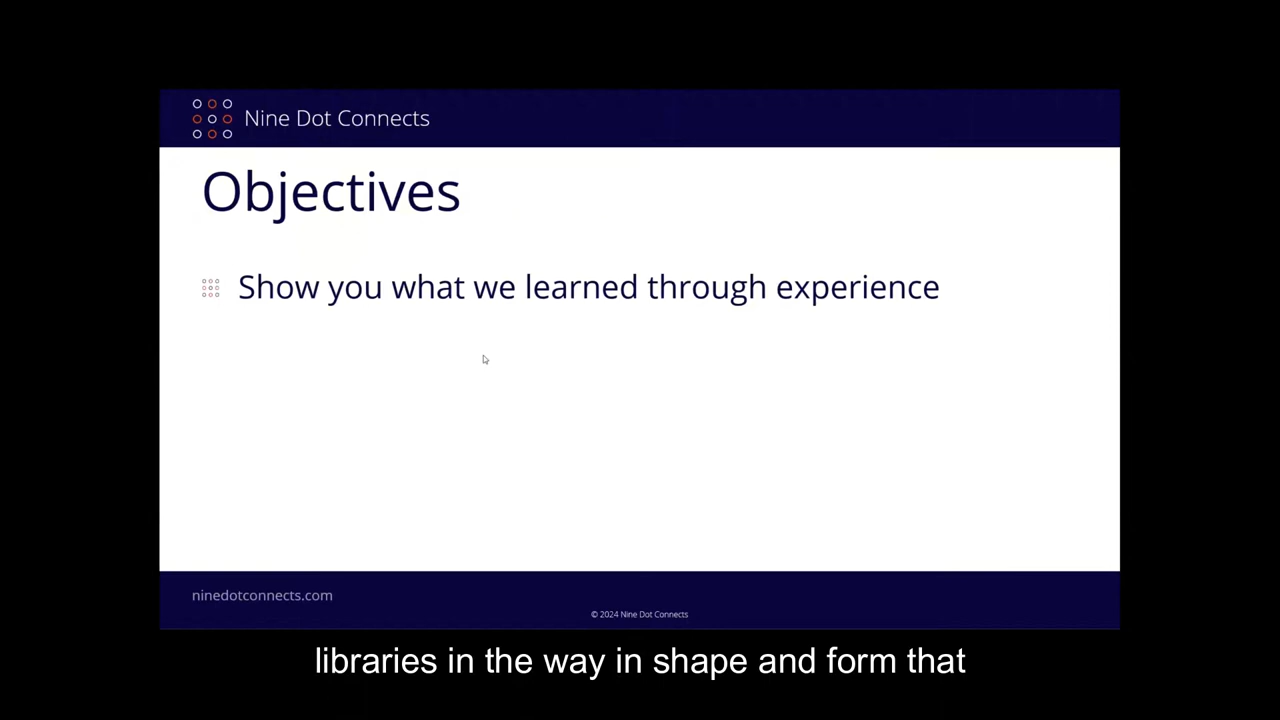 Nine Dot Connects
Objectives
Show you what we learned through experience
ninedotconnects.com
© 2024 Nine Dot Connects
libraries in the way in shape and form that